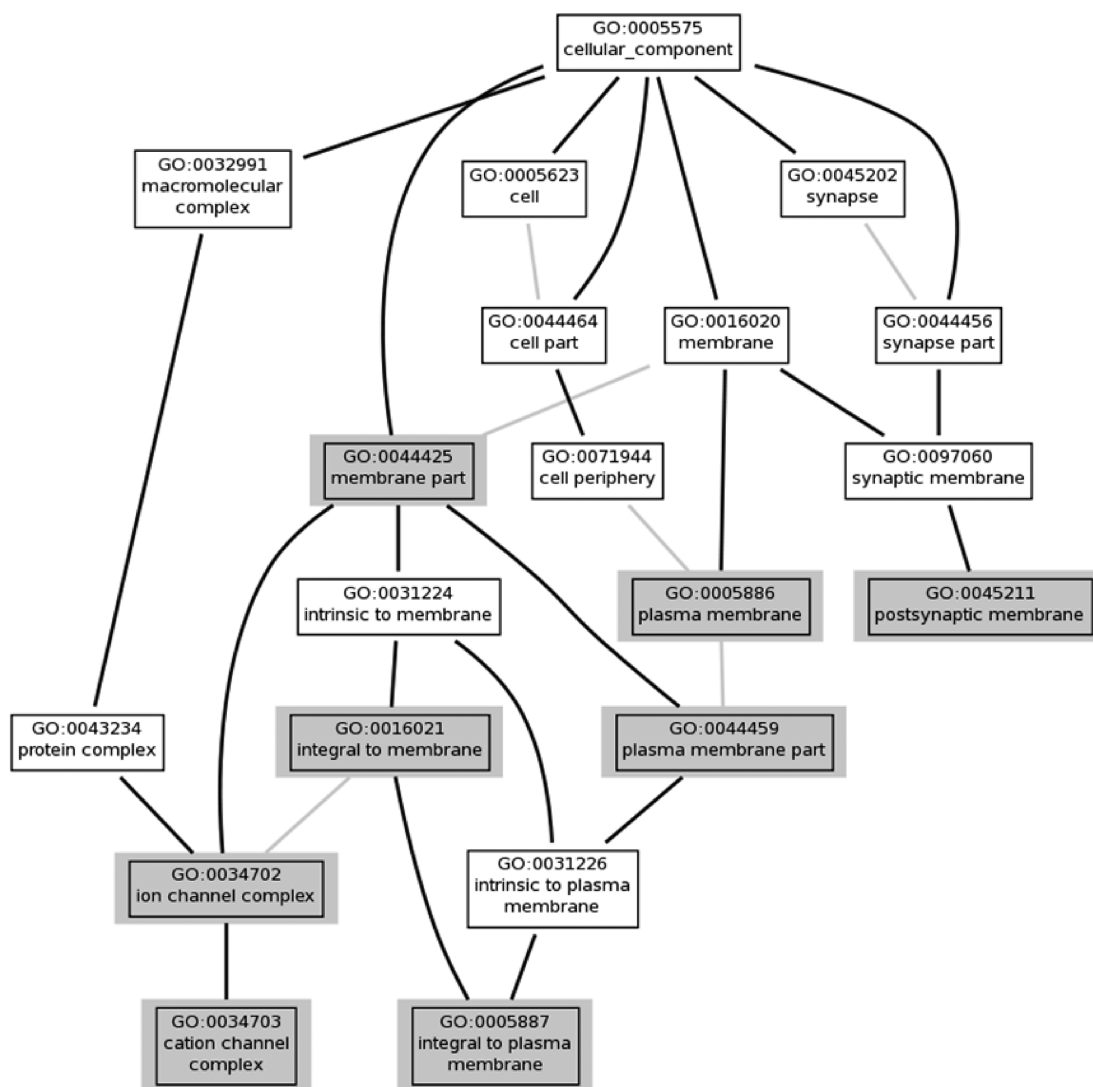 GO:0005575
cellular_component
GO:0032991
macromolecular
complex
GO:0005623
cell
GO:0045202
synapse
GO:0044464
cell part
GO:0016020
membrane
GO:0044456
synapse part
GO:0044425
membrane part
GO:0071944
cell periphery
GO:0097060
synaptic membrane
GO:0031224
intrinsic to membrane
GO:0005886
plasma membrane
GO:0045211
postsynaptic membrane
GO:0043234
protein complex
GO:0016021
integral to membrane
GO:0044459
plasma membrane part
GO:0034702
ion channel complex
GO:0031226
intrinsic to plasma
membrane
GO:0034703
cation channel
complex
GO:0005887
integral to plasma
membrane